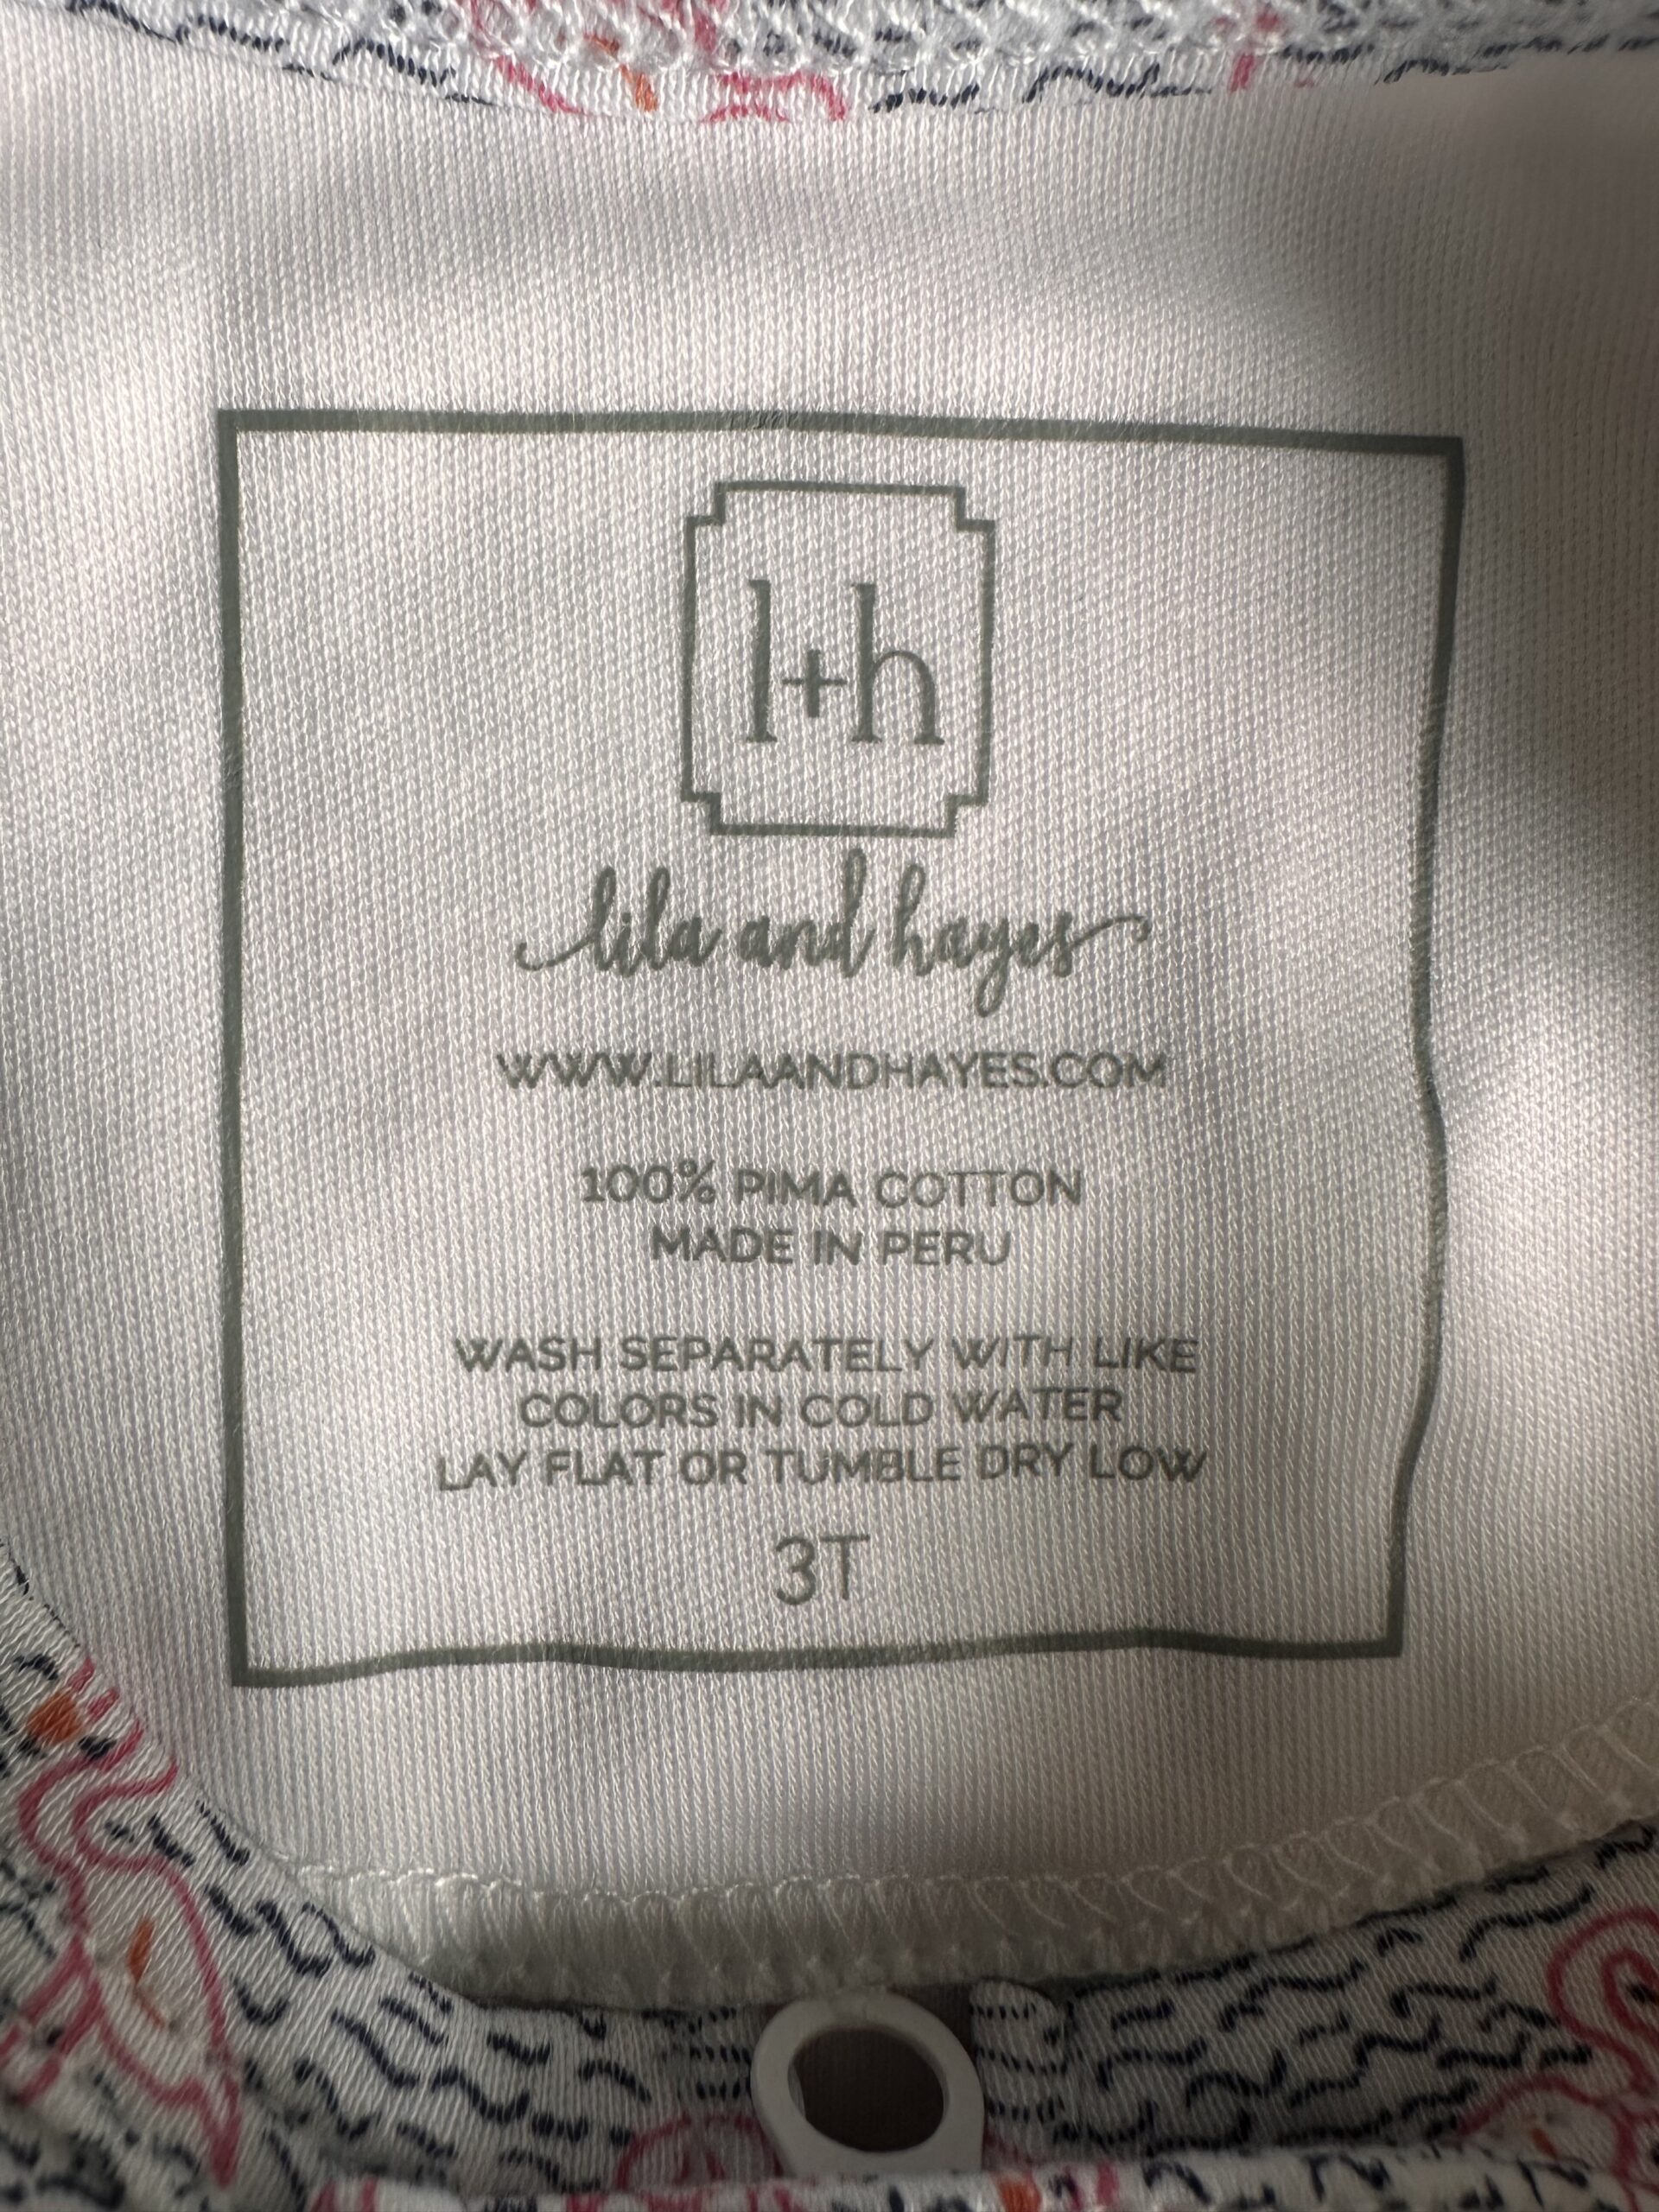 l+h
lila and hayes
WWW.LILAANDHAYES.COM
100% PIMA COTTON
MADE IN PERU
WASH SEPARATELY WITH LIKE
COLORS IN COLD WATER
LAY FLAT OR TUMBLE DRY LOW
3T